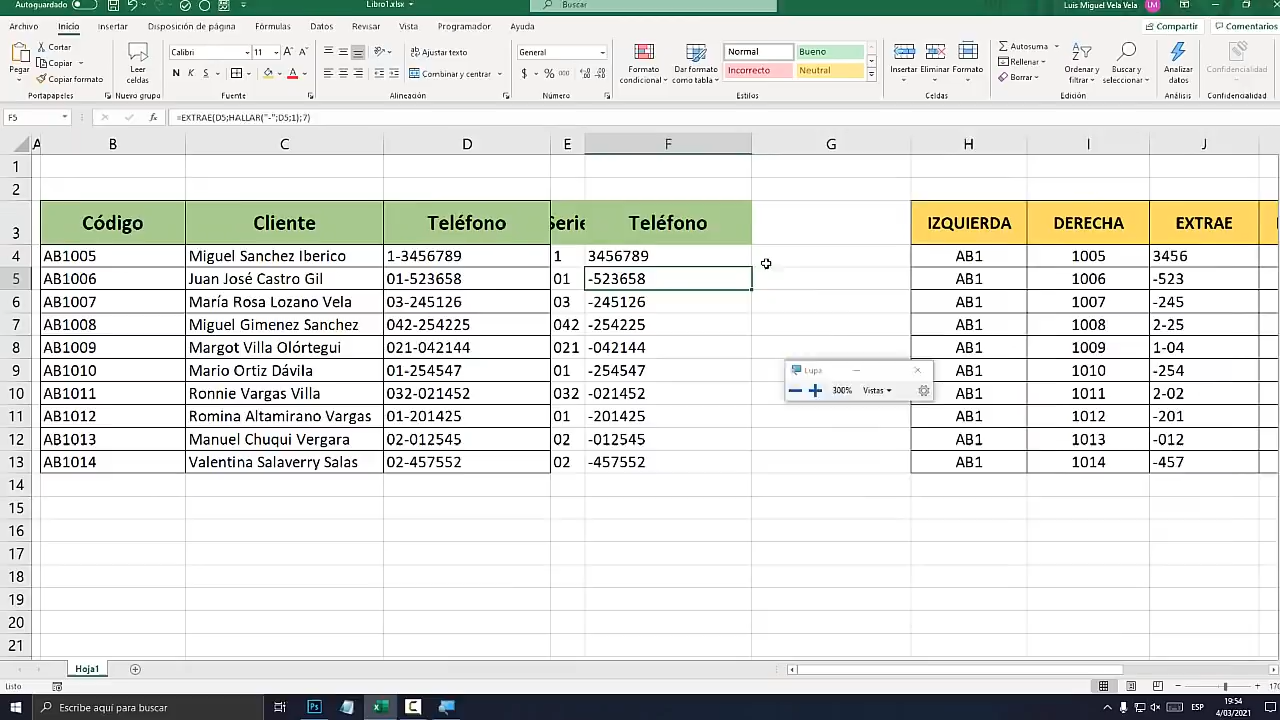 Autoguardado Libro1.xlsx Buscar Luis Miguel Vela Vela LM
Archivo Inicio Insertar Disposición de página Fórmulas Datos Revisar Vista Programador Ayuda Compartir Comentarios
Pegar Cortar Copiar Copiar formato Leer celdas Calibri 11 N K S A Ajustar texto Combinar y centrar General $ % 000 Formato condicional Dar formato como tabla Normal Bueno Incorrecto Neutral Insertar Eliminar Formato Autosuma Rellenar Borrar Ordenar y filtrar Buscar y seleccionar Analizar datos Confidencialidad
Portapapeles Nuevo grupo Fuente Alineación Número Estilos Celdas Edición Análisis Confidencialidad
F5 fx =EXTRAE(D5;HALLAR("-";D5;1);7)
A B C D E F G H I J
1
2
3 Código Cliente Teléfono Serie Teléfono IZQUIERDA DERECHA EXTRAE
4 AB1005 Miguel Sanchez Iberico 1-3456789 1 3456789 AB1 1005 3456
5 AB1006 Juan José Castro Gil 01-523658 01 -523658 AB1 1006 -523
6 AB1007 María Rosa Lozano Vela 03-245126 03 -245126 AB1 1007 -245
7 AB1008 Miguel Gimenez Sanchez 042-254225 042 -254225 AB1 1008 2-25
8 AB1009 Margot Villa Olórtegui 021-042144 021 -042144 AB1 1009 1-04
9 AB1010 Mario Ortiz Dávila 01-254547 01 -254547 AB1 1010 -254
10 AB1011 Ronnie Vargas Villa 032-021452 032 -021452 AB1 1011 2-02
11 AB1012 Romina Altamirano Vargas 01-201425 01 -201425 AB1 1012 -201
12 AB1013 Manuel Chuqui Vergara 02-012545 02 -012545 AB1 1013 -012
13 AB1014 Valentina Salaverry Salas 02-457552 02 -457552 AB1 1014 -457
Lupa
300% Vistas
14
15
16
17
18
19
20
21
Hoja1
Listo
Escribe aquí para buscar Ps ESP 19:54
4/03/2021